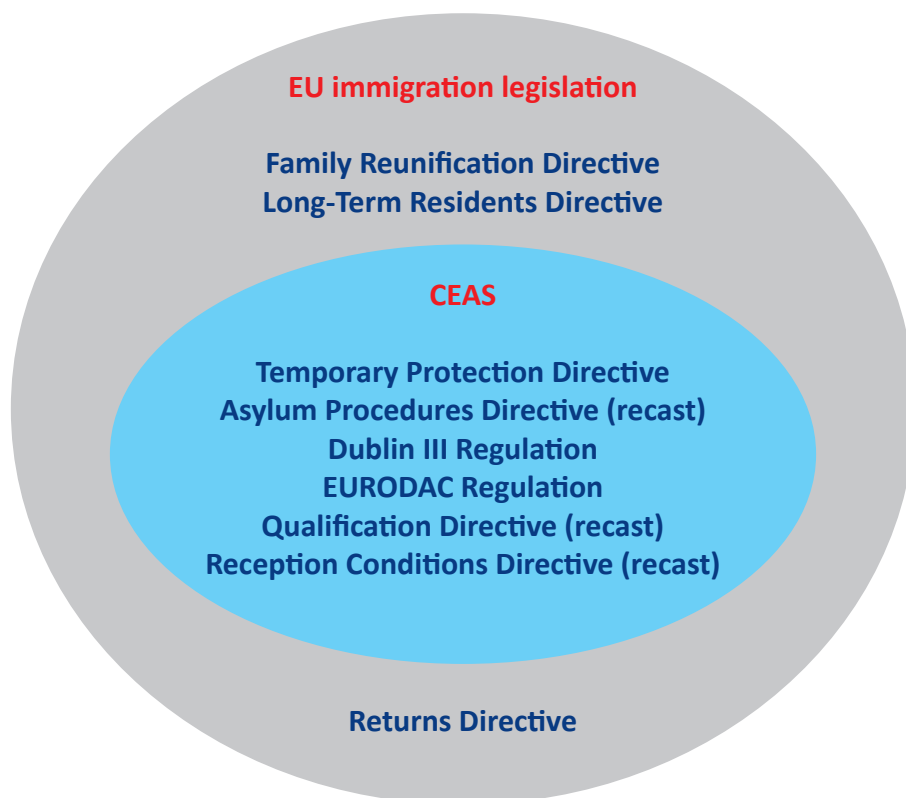 EU immigration legislation
Family Reunification Directive
Long-Term Residents Directive
CEAS
Temporary Protection Directive
Asylum Procedures Directive (recast)
Dublin III Regulation
EURODAC Regulation
Qualification Directive (recast)
Reception Conditions Directive (recast)
Returns Directive